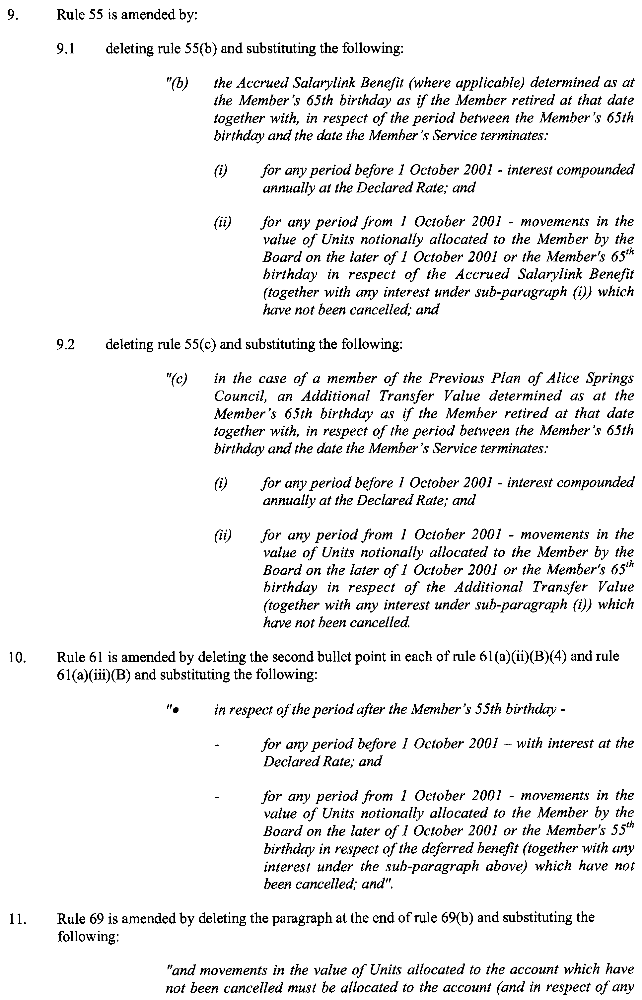 9. Rule 55 is amended by:
9.1 deleting rule 55(b) and substituting the following:
"(b) the Accrued Salarylink Benefit (where applicable) determined as at
the Member's 65th birthday as if the Member retired at that date
together with, in respect of the period between the Member's 65th
birthday and the date the Member's Service terminates:
(i) for any period before 1 October 2001 - interest compounded
annually at the Declared Rate; and
(ii) for any period from 1 October 2001 - movements in the
value of Units notionally allocated to the Member by the
Board on the later of 1 October 2001 or the Member's 65th
birthday in respect of the Accrued Salarylink Benefit
(together with any interest under sub-paragraph (i)) which
have not been cancelled; and
9.2 deleting rule 55(c) and substituting the following:
"(c) in the case of a member of the Previous Plan of Alice Springs
Council, an Additional Transfer Value determined as at the
Member's 65th birthday as if the Member retired at that date
together with, in respect of the period between the Member's 65th
birthday and the date the Member's Service terminates:
(i) for any period before 1 October 2001 - interest compounded
annually at the Declared Rate; and
(ii) for any period from 1 October 2001 - movements in the
value of Units notionally allocated to the Member by the
Board on the later of 1 October 2001 or the Member's 65th
birthday in respect of the Additional Transfer Value
(together with any interest under sub-paragraph (i)) which
have not been cancelled.
10. Rule 61 is amended by deleting the second bullet point in each of rule 61(a)(ii)(B)(4) and rule
61(a)(iii)(B) and substituting the following:
"• in respect of the period after the Member's 55th birthday -
- for any period before 1 October 2001 – with interest at the
Declared Rate; and
- for any period from 1 October 2001 - movements in the
value of Units notionally allocated to the Member by the
Board on the later of 1 October 2001 or the Member's 55th
birthday in respect of the deferred benefit (together with any
interest under the sub-paragraph above) which have not
been cancelled; and".
11. Rule 69 is amended by deleting the paragraph at the end of rule 69(b) and substituting the
following:
"and movements in the value of Units allocated to the account which have
not been cancelled must be allocated to the account (and in respect of any